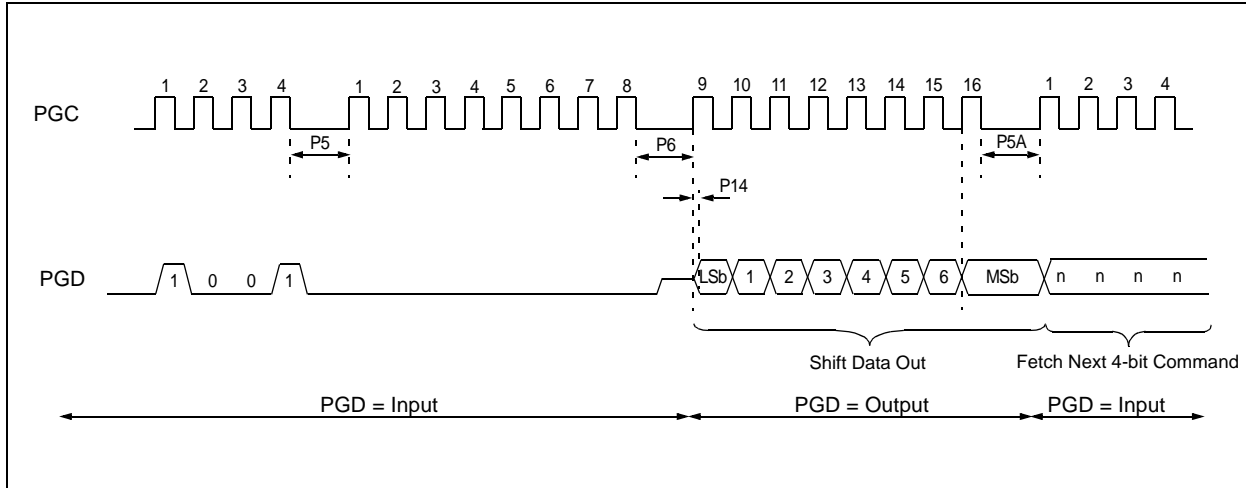 1 2 3 4 1 2 3 4 5 6 7 8 9 10 11 12 13 14 15 16 1 2 3 4
PGC
P5 P6 P5A
P14
PGD 1 0 0 1 LSb 1 2 3 4 5 6 MSb n n n n
Shift Data Out Fetch Next 4-bit Command
PGD = Input PGD = Output PGD = Input